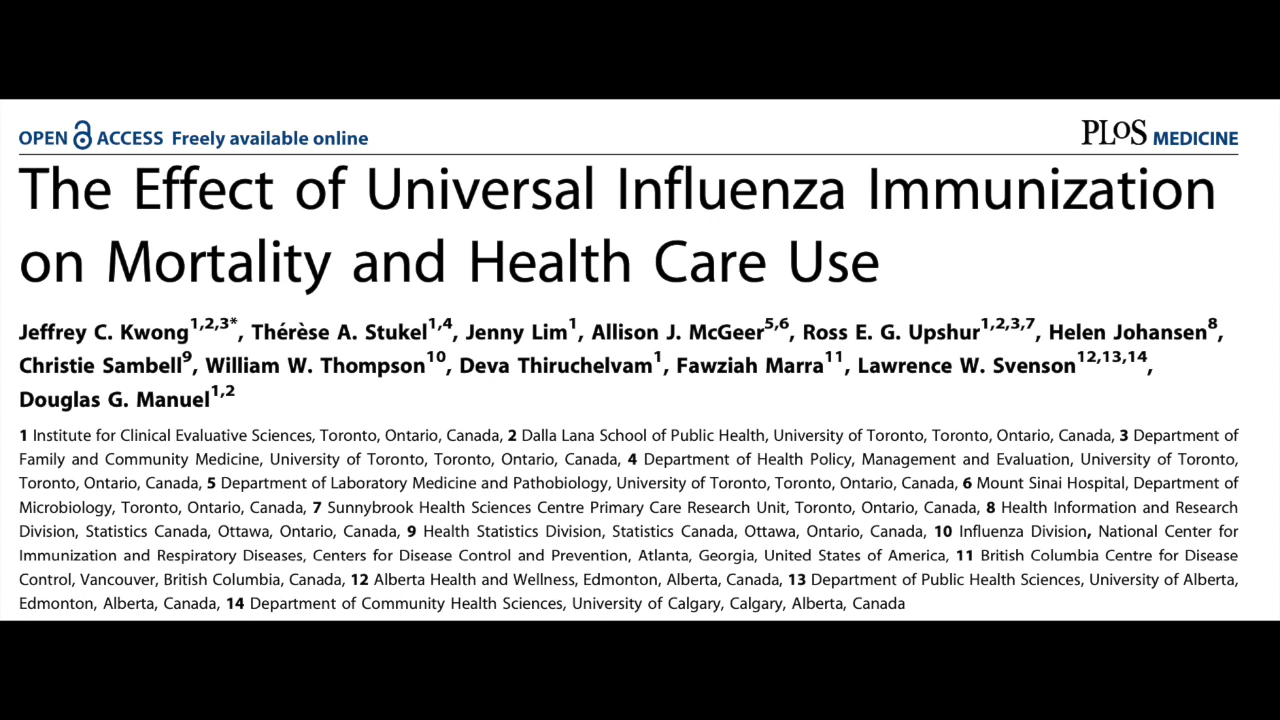 OPEN ACCESS Freely available online PLoS MEDICINE
The Effect of Universal Influenza Immunization
on Mortality and Health Care Use
Jeffrey C. Kwong1,2,3*, Thérèse A. Stukel1,4, Jenny Lim1, Allison J. McGeer5,6, Ross E. G. Upshur1,2,3,7, Helen Johansen8,
Christie Sambell9, William W. Thompson10, Deva Thiruchelvam1, Fawziah Marra11, Lawrence W. Svenson12,13,14,
Douglas G. Manuel1,2
1 Institute for Clinical Evaluative Sciences, Toronto, Ontario, Canada, 2 Dalla Lana School of Public Health, University of Toronto, Toronto, Ontario, Canada, 3 Department of
Family and Community Medicine, University of Toronto, Toronto, Ontario, Canada, 4 Department of Health Policy, Management and Evaluation, University of Toronto,
Toronto, Ontario, Canada, 5 Department of Laboratory Medicine and Pathobiology, University of Toronto, Toronto, Ontario, Canada, 6 Mount Sinai Hospital, Department of
Microbiology, Toronto, Ontario, Canada, 7 Sunnybrook Health Sciences Centre Primary Care Research Unit, Toronto, Ontario, Canada, 8 Health Information and Research
Division, Statistics Canada, Ottawa, Ontario, Canada, 9 Health Statistics Division, Statistics Canada, Ottawa, Ontario, Canada, 10 Influenza Division, National Center for
Immunization and Respiratory Diseases, Centers for Disease Control and Prevention, Atlanta, Georgia, United States of America, 11 British Columbia Centre for Disease
Control, Vancouver, British Columbia, Canada, 12 Alberta Health and Wellness, Edmonton, Alberta, Canada, 13 Department of Public Health Sciences, University of Alberta,
Edmonton, Alberta, Canada, 14 Department of Community Health Sciences, University of Calgary, Calgary, Alberta, Canada